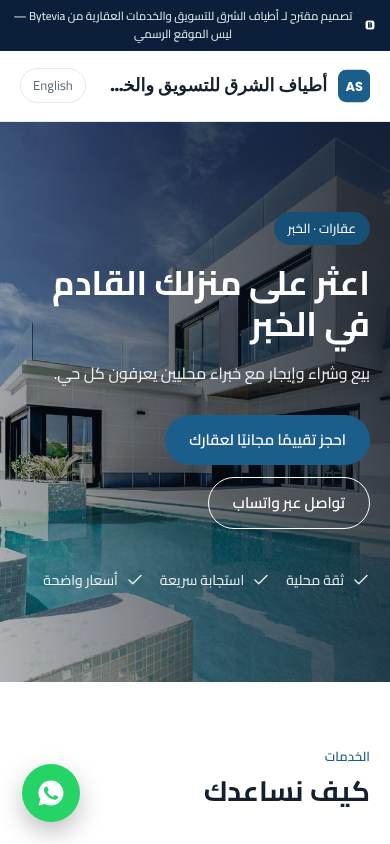 تصميم مقترح لـ أطياف الشرق للتسويق والخدمات العقارية من Bytevia —
ليس الموقع الرسمي
B
AS
أطياف الشرق للتسويق والخ...
English
عقارات · الخبر
اعثر على منزلك القادم
في الخبر
بيع وشراء وإيجار مع خبراء محليين يعرفون كل حي.
احجز تقييمًا مجانيًا لعقارك
تواصل عبر واتساب
ثقة محلية استجابة سريعة أسعار واضحة
الخدمات
كيف نساعدك